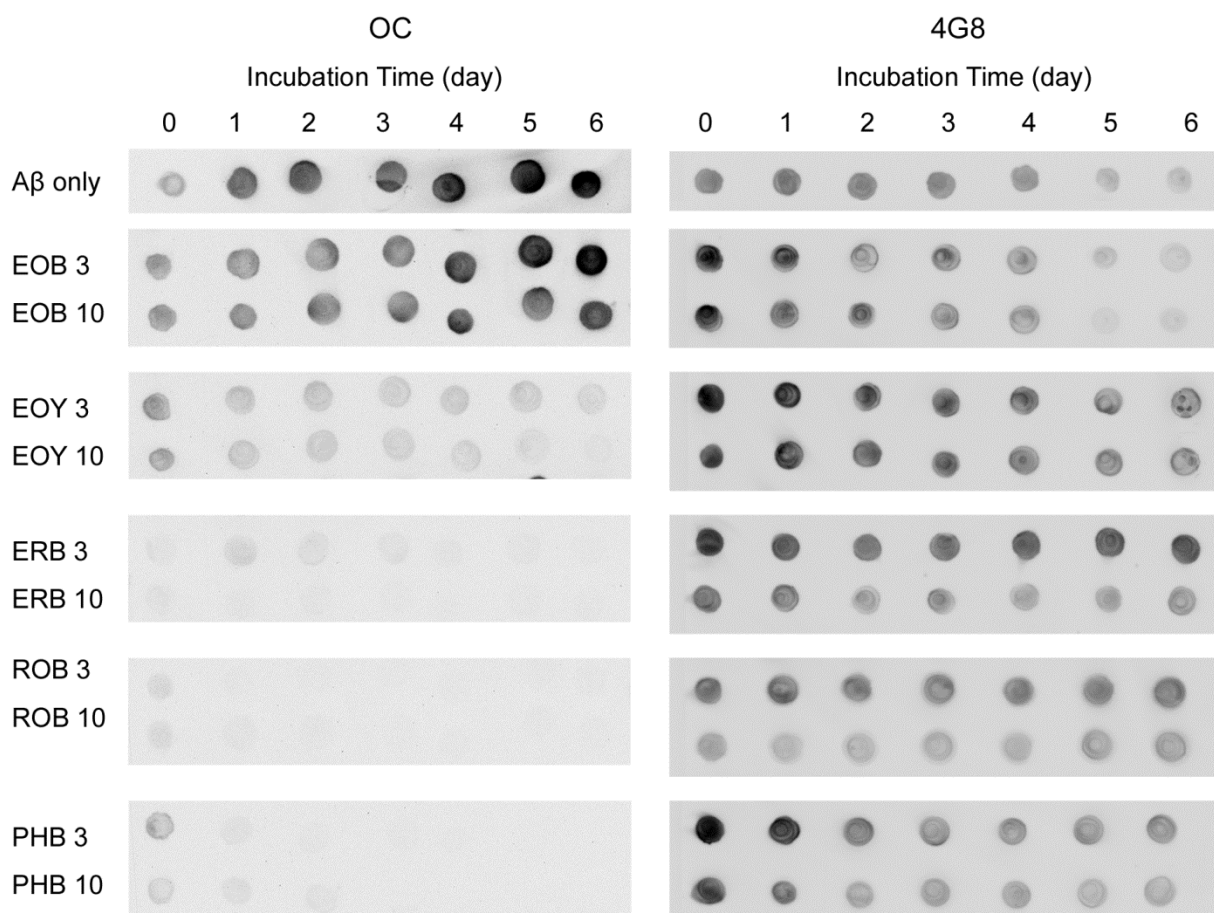 OC 4G8
Incubation Time (day) Incubation Time (day)
0 1 2 3 4 5 6 0 1 2 3 4 5 6
Aβ only
EOB 3
EOB 10
EOY 3
EOY 10
ERB 3
ERB 10
ROB 3
ROB 10
PHB 3
PHB 10